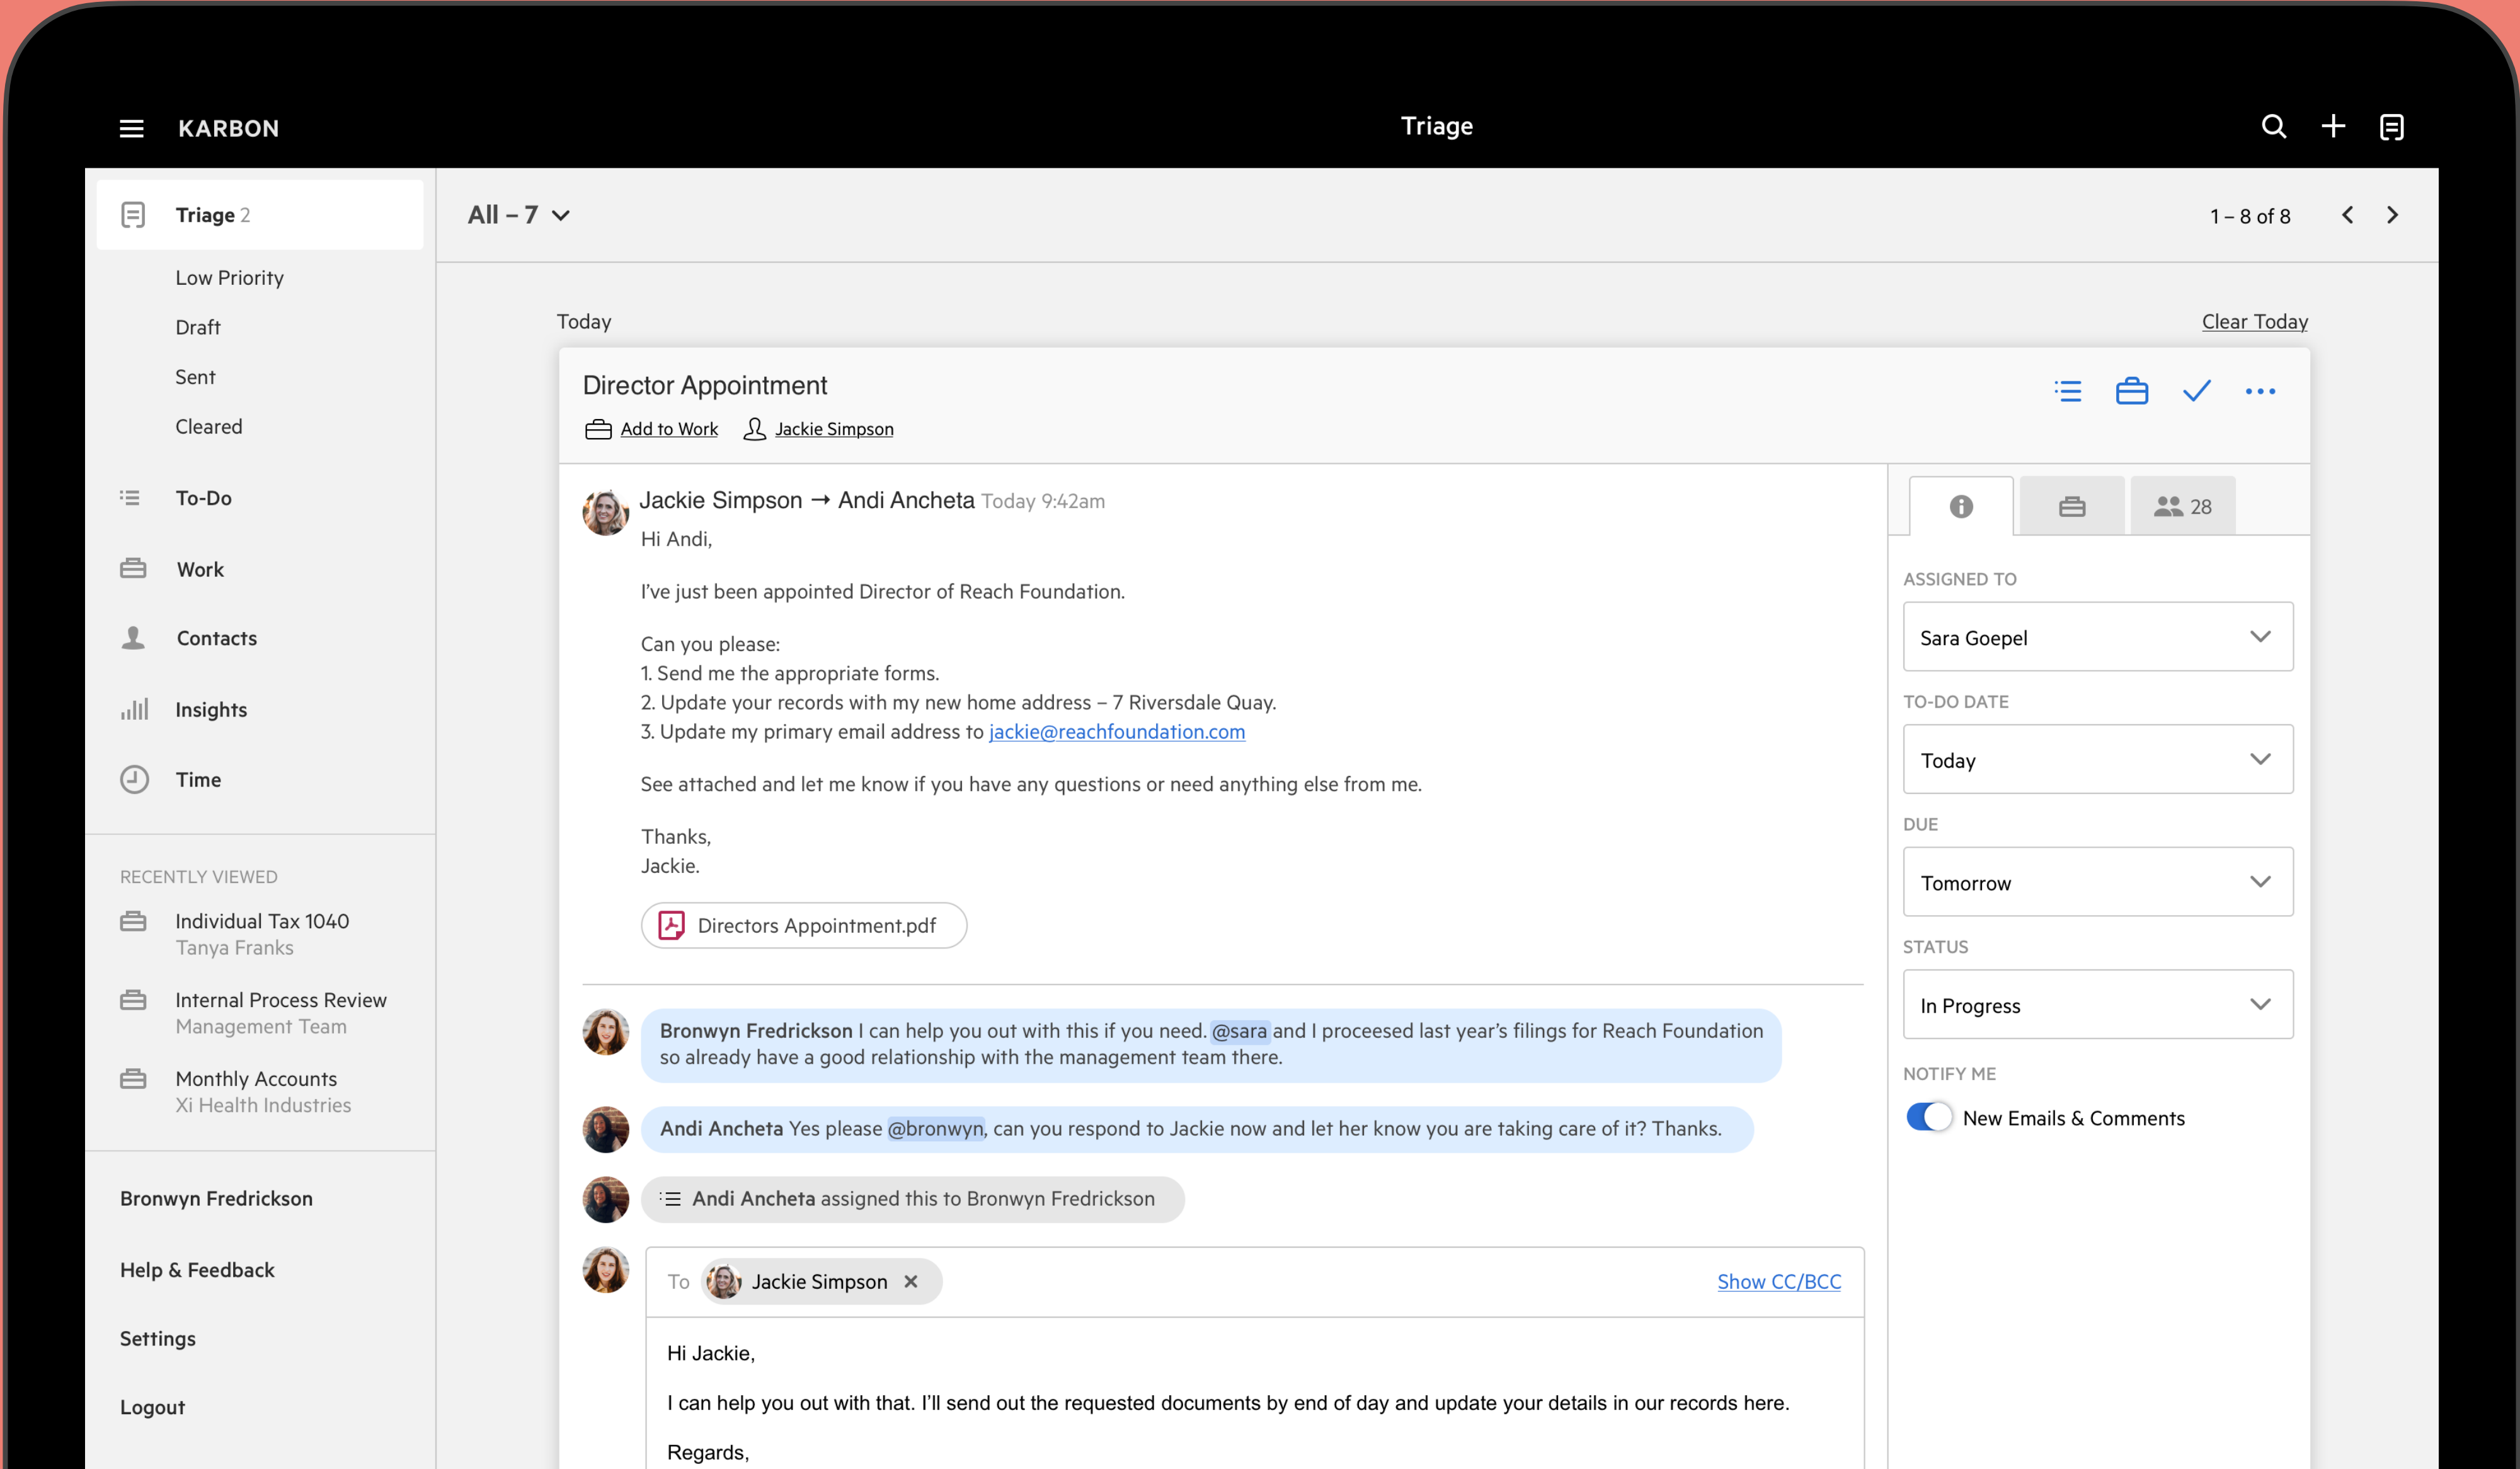 KARBON
Triage
Triage 2
Low Priority
Draft
Sent
Cleared
To-Do
Work
Contacts
Insights
Time
RECENTLY VIEWED
Individual Tax 1040
Tanya Franks
Internal Process Review
Management Team
Monthly Accounts
Xi Health Industries
Bronwyn Fredrickson
Help & Feedback
Settings
Logout
All – 7
1 – 8 of 8
Today
Clear Today
Director Appointment
Add to Work Jackie Simpson
Jackie Simpson → Andi Ancheta Today 9:42am
Hi Andi,
I've just been appointed Director of Reach Foundation.
Can you please:
1. Send me the appropriate forms.
2. Update your records with my new home address – 7 Riversdale Quay.
3. Update my primary email address to jackie@reachfoundation.com
See attached and let me know if you have any questions or need anything else from me.
Thanks,
Jackie.
Directors Appointment.pdf
Bronwyn Fredrickson I can help you out with this if you need. @sara and I proceesed last year's filings for Reach Foundation
so already have a good relationship with the management team there.
Andi Ancheta Yes please @bronwyn, can you respond to Jackie now and let her know you are taking care of it? Thanks.
Andi Ancheta assigned this to Bronwyn Fredrickson
To Jackie Simpson
Show CC/BCC
Hi Jackie,
I can help you out with that. I'll send out the requested documents by end of day and update your details in our records here.
Regards,
28
ASSIGNED TO
Sara Goepel
TO-DO DATE
Today
DUE
Tomorrow
STATUS
In Progress
NOTIFY ME
New Emails & Comments